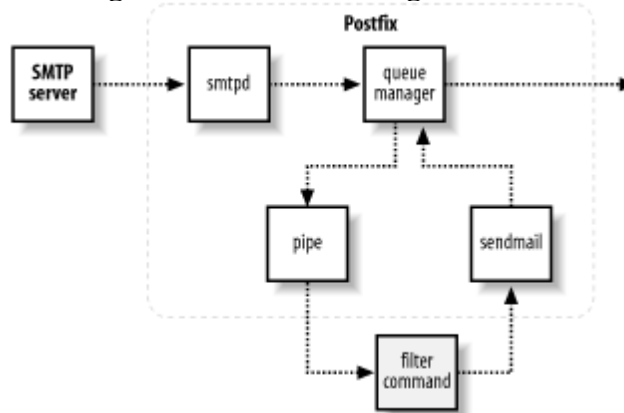 Postfix
SMTP
server
smtpd
queue
manager
pipe
sendmail
filter
command